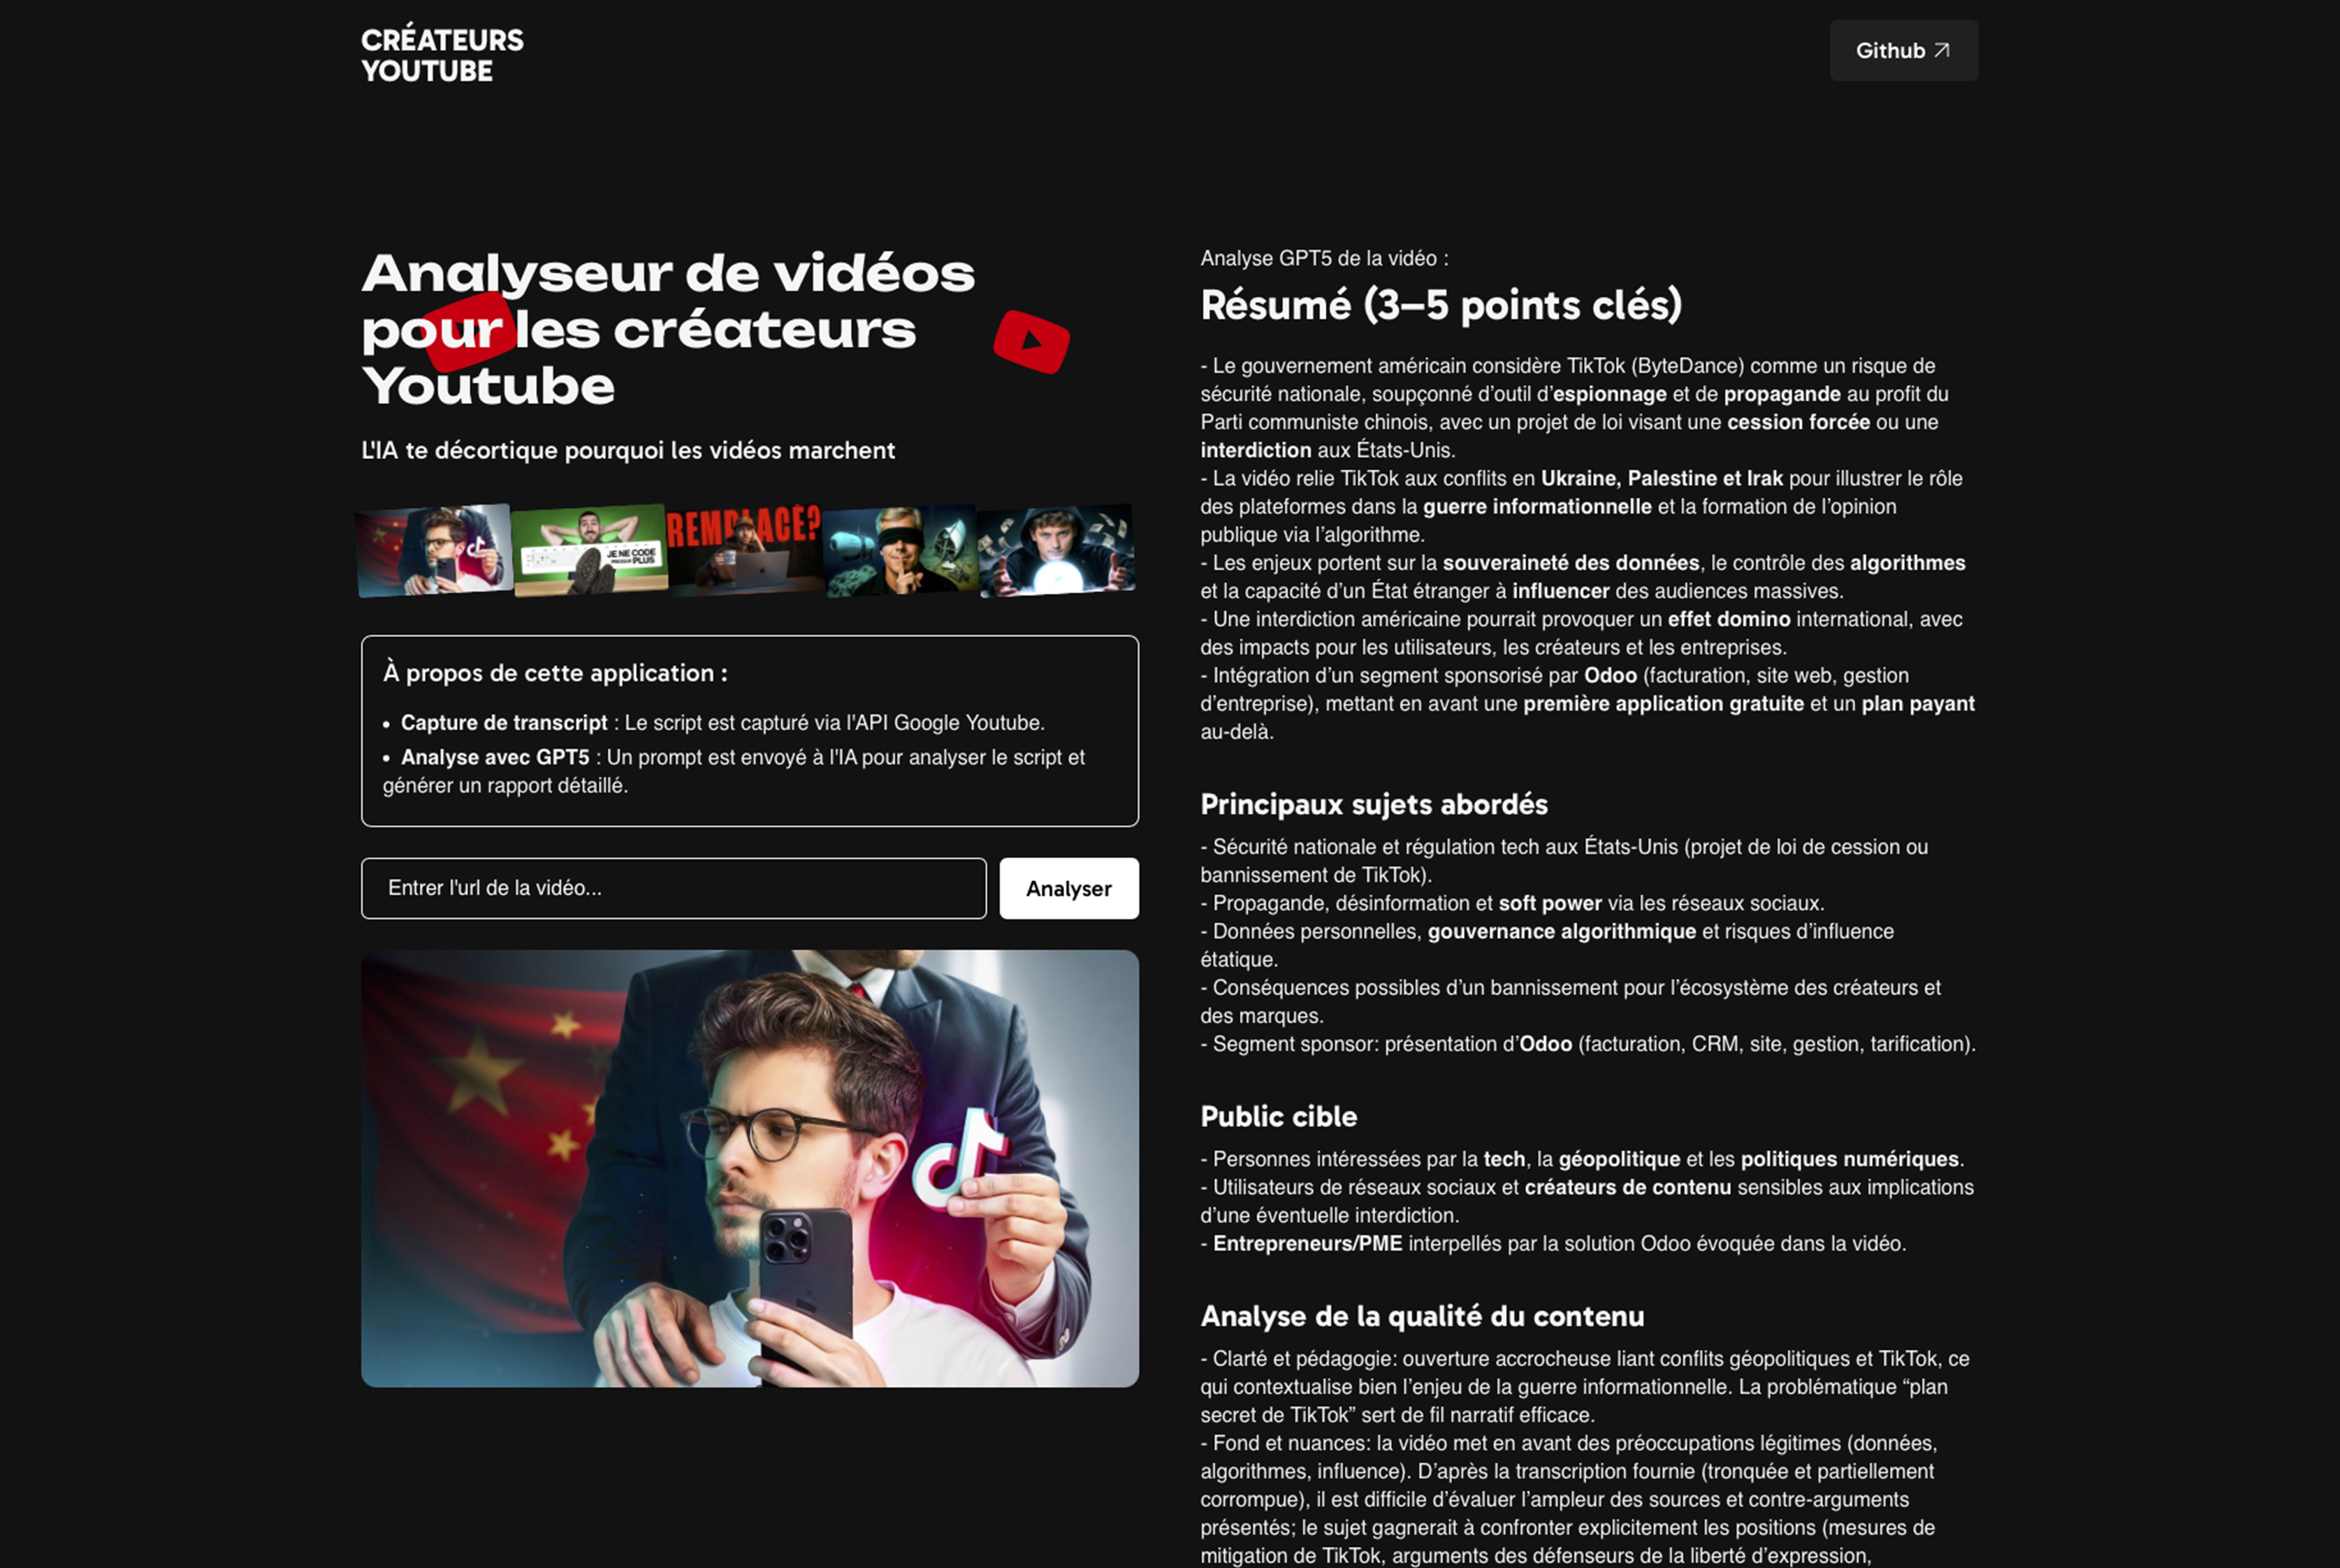 CRÉATEURS
YOUTUBE
Github
Analyseur de vidéos
pour les créateurs
Youtube
L'IA te décortique pourquoi les vidéos marchent
JE NE CODE
PRESQUE PLUS
REMPLACÉ?
À propos de cette application :
• Capture de transcript : Le script est capturé via l'API Google Youtube.
• Analyse avec GPT5 : Un prompt est envoyé à l'IA pour analyser le script et
générer un rapport détaillé.
Entrer l'url de la vidéo...
Analyser
Analyse GPT5 de la vidéo :
Résumé (3–5 points clés)
- Le gouvernement américain considère TikTok (ByteDance) comme un risque de
sécurité nationale, soupçonné d’outil d’espionnage et de propagande au profit du
Parti communiste chinois, avec un projet de loi visant une cession forcée ou une
interdiction aux États-Unis.
- La vidéo relie TikTok aux conflits en Ukraine, Palestine et Irak pour illustrer le rôle
des plateformes dans la guerre informationnelle et la formation de l’opinion
publique via l’algorithme.
- Les enjeux portent sur la souveraineté des données, le contrôle des algorithmes
et la capacité d’un État étranger à influencer des audiences massives.
- Une interdiction américaine pourrait provoquer un effet domino international, avec
des impacts pour les utilisateurs, les créateurs et les entreprises.
- Intégration d’un segment sponsorisé par Odoo (facturation, site web, gestion
d’entreprise), mettant en avant une première application gratuite et un plan payant
au-delà.
Principaux sujets abordés
- Sécurité nationale et régulation tech aux États-Unis (projet de loi de cession ou
bannissement de TikTok).
- Propagande, désinformation et soft power via les réseaux sociaux.
- Données personnelles, gouvernance algorithmique et risques d’influence
étatique.
- Conséquences possibles d’un bannissement pour l’écosystème des créateurs et
des marques.
- Segment sponsor: présentation d’Odoo (facturation, CRM, site, gestion, tarification).
Public cible
- Personnes intéressées par la tech, la géopolitique et les politiques numériques.
- Utilisateurs de réseaux sociaux et créateurs de contenu sensibles aux implications
d’une éventuelle interdiction.
- Entrepreneurs/PME interpellés par la solution Odoo évoquée dans la vidéo.
Analyse de la qualité du contenu
- Clarté et pédagogie: ouverture accrocheuse liant conflits géopolitiques et TikTok, ce
qui contextualise bien l’enjeu de la guerre informationnelle. La problématique “plan
secret de TikTok” sert de fil narratif efficace.
- Fond et nuances: la vidéo met en avant des préoccupations légitimes (données,
algorithmes, influence). D’après la transcription fournie (tronquée et partiellement
corrompue), il est difficile d’évaluer l’ampleur des sources et contre-arguments
présentés; le sujet gagnerait à confronter explicitement les positions (mesures de
mitigation de TikTok, arguments des défenseurs de la liberté d’expression,